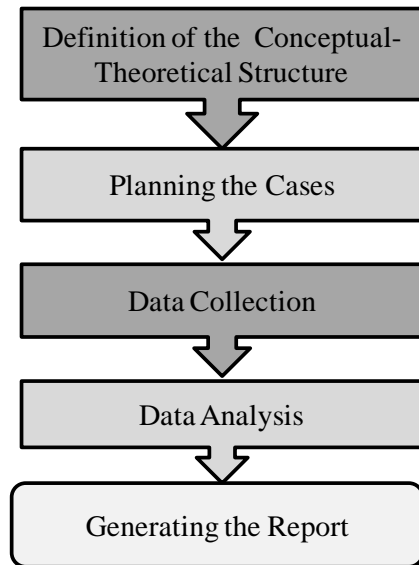 Definition of the Conceptual-
Theoretical Structure
Planning the Cases
Data Collection
Data Analysis
Generating the Report